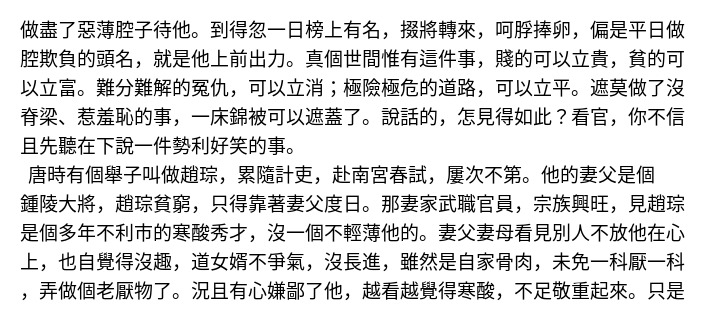 做盡了惡薄腔子待他。到得忽一日榜上有名，掇將轉來，呵脬捧卵，偏是平日做
腔欺負的頭名，就是他上前出力。真個世間惟有這件事，賤的可以立貴，貧的可
以立富。難分難解的冤仇，可以立消；極險極危的道路，可以立平。遮莫做了沒
脊梁、惹羞恥的事，一床錦被可以遮蓋了。說話的，怎見得如此？看官，你不信
且先聽在下說一件勢利好笑的事。
唐時有個舉子叫做趙琮，累隨計吏，赴南宮春試，屢次不第。他的妻父是個
鍾陵大將，趙琮貧窮，只得靠著妻父度日。那妻家武職官員，宗族興旺，見趙琮
是個多年不利市的寒酸秀才，沒一個不輕薄他的。妻父妻母看見別人不放他在心
上，也自覺得沒趣，道女婿不爭氣，沒長進，雖然是自家骨肉，未免一科厭一科
，弄做個老厭物了。況且有心嫌鄙了他，越看越覺得寒酸，不足敬重起來。只是